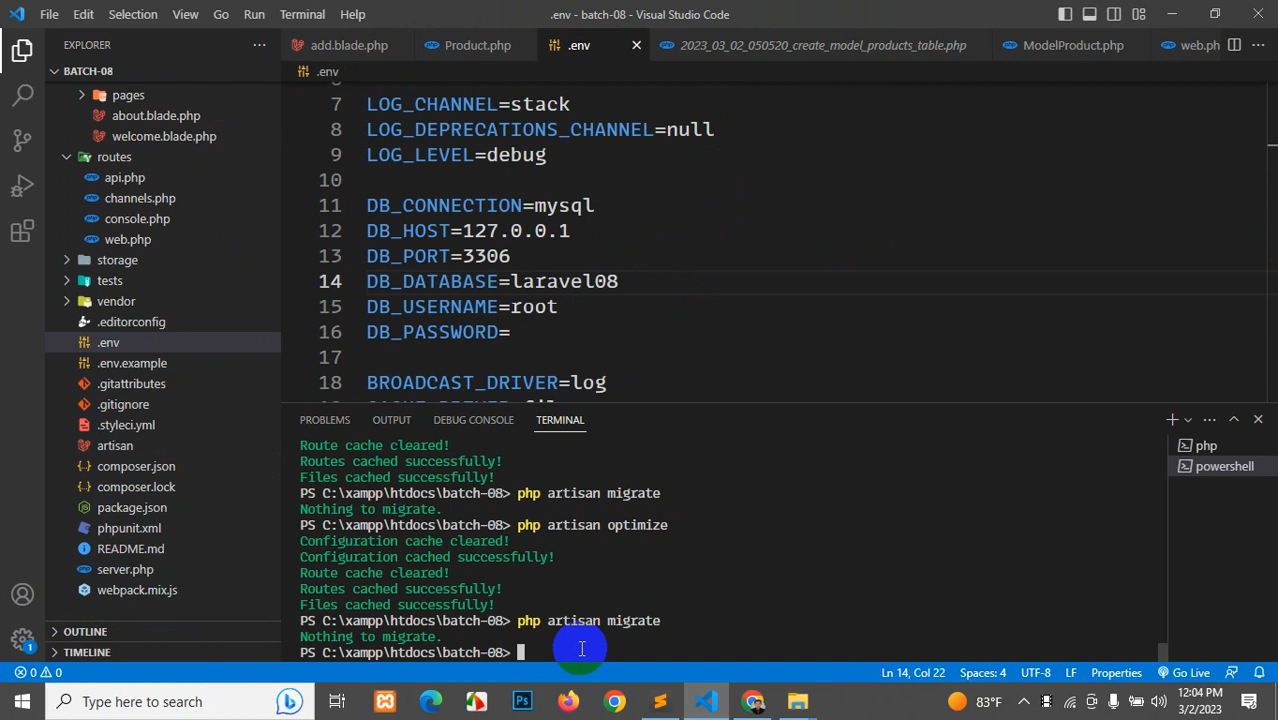 File Edit Selection View Go Run Terminal Help
.env - batch-08 - Visual Studio Code
EXPLORER
add.blade.php
Product.php
.env
2023_03_02_050520_create_model_products_table.php
ModelProduct.php
web.ph
BATCH-08
.env
pages
about.blade.php
welcome.blade.php
routes
api.php
channels.php
console.php
web.php
storage
tests
vendor
.editorconfig
.env
.env.example
.gitattributes
.gitignore
.styleci.yml
artisan
composer.json
composer.lock
package.json
phpunit.xml
README.md
server.php
webpack.mix.js
OUTLINE
TIMELINE
7 LOG_CHANNEL=stack
8 LOG_DEPRECATIONS_CHANNEL=null
9 LOG_LEVEL=debug
10
11 DB_CONNECTION=mysql
12 DB_HOST=127.0.0.1
13 DB_PORT=3306
14 DB_DATABASE=laravel08
15 DB_USERNAME=root
16 DB_PASSWORD=
17
18 BROADCAST_DRIVER=log
PROBLEMS OUTPUT DEBUG CONSOLE TERMINAL
Route cache cleared!
Routes cached successfully!
Files cached successfully!
PS C:\xampp\htdocs\batch-08> php artisan migrate
Nothing to migrate.
PS C:\xampp\htdocs\batch-08> php artisan optimize
Configuration cache cleared!
Configuration cached successfully!
Route cache cleared!
Routes cached successfully!
Files cached successfully!
PS C:\xampp\htdocs\batch-08> php artisan migrate
Nothing to migrate.
PS C:\xampp\htdocs\batch-08>
php
powershell
1
0 0
Ln 14, Col 22 Spaces: 4 UTF-8 LF Properties Go Live
Type here to search
Ps
83°F
12:04 PM
3/2/2023